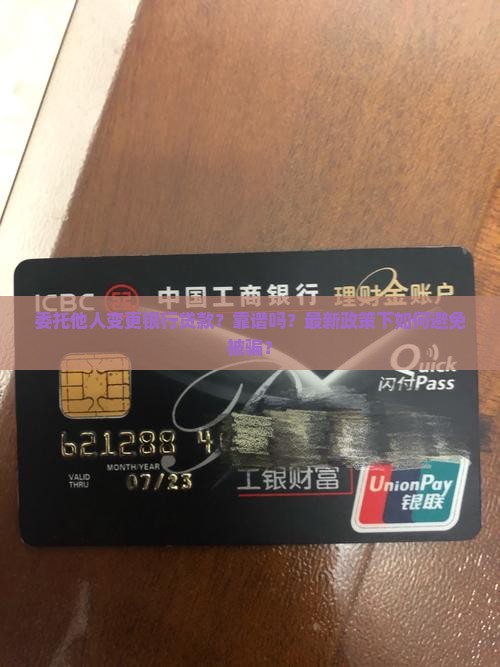 ICBC 中国工商银行 理财金账户
委托他人变更银行贷款？靠谱吗？最新政策下如何避免
被骗？
Quick
闪付Pass
621288 4
MONTH/YEAR
VALID
THRU
07/23
工银财富
UnionPay
银联